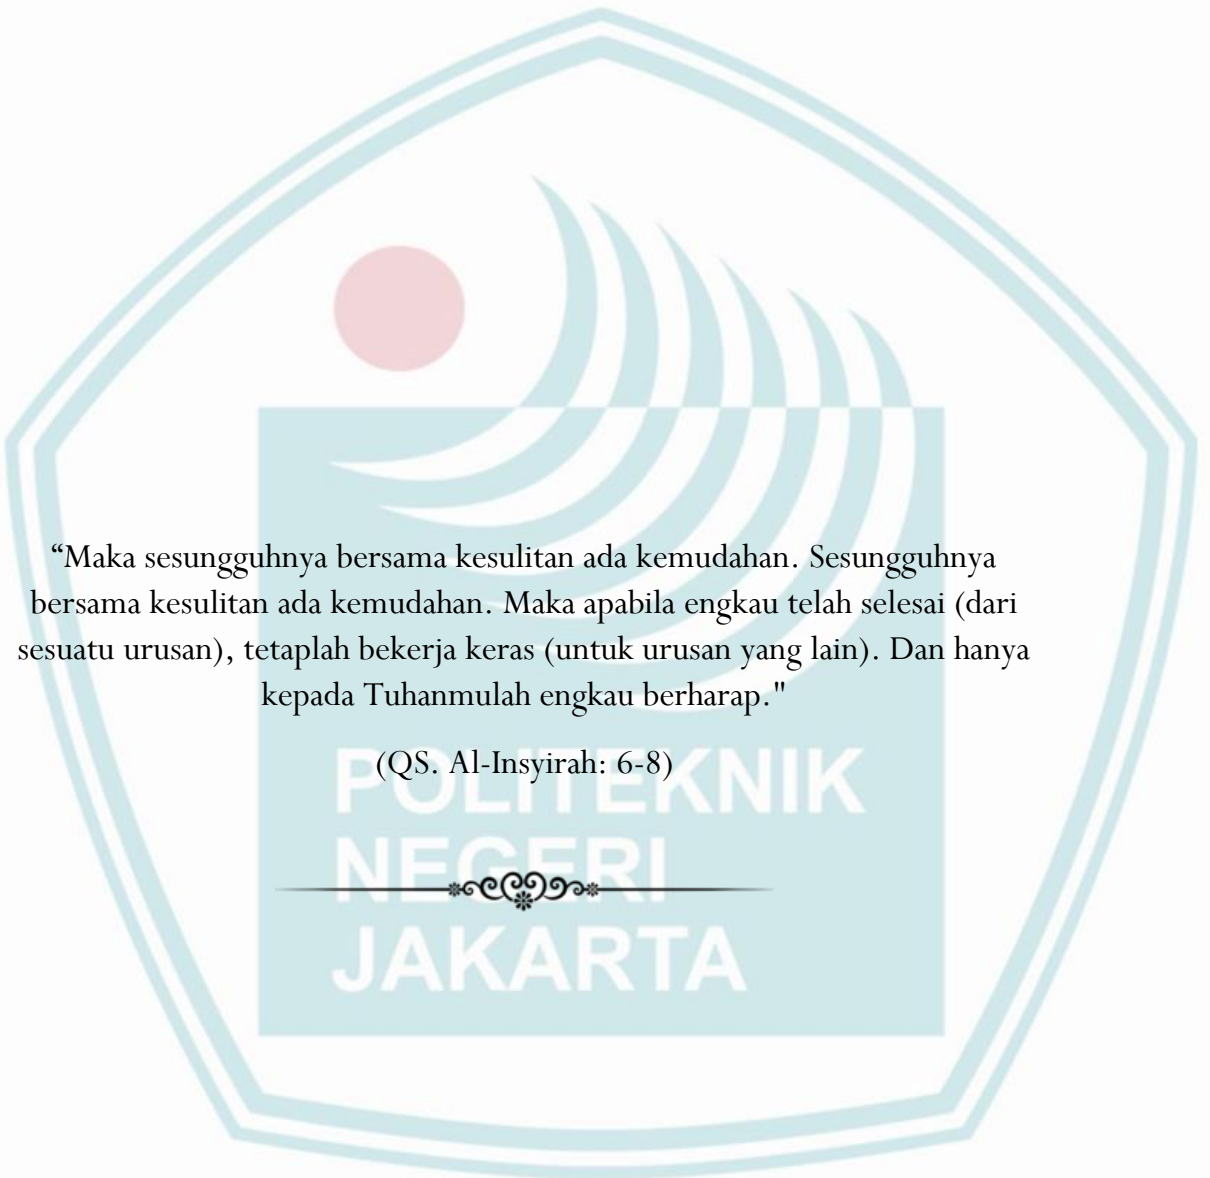 “Maka sesungguhnya bersama kesulitan ada kemudahan. Sesungguhnya
bersama kesulitan ada kemudahan. Maka apabila engkau telah selesai (dari
sesuatu urusan), tetaplah bekerja keras (untuk urusan yang lain). Dan hanya
kepada Tuhanmulah engkau berharap."
(QS. Al-Insyirah: 6-8)
POLITEKNIK
NEGERI
JAKARTA